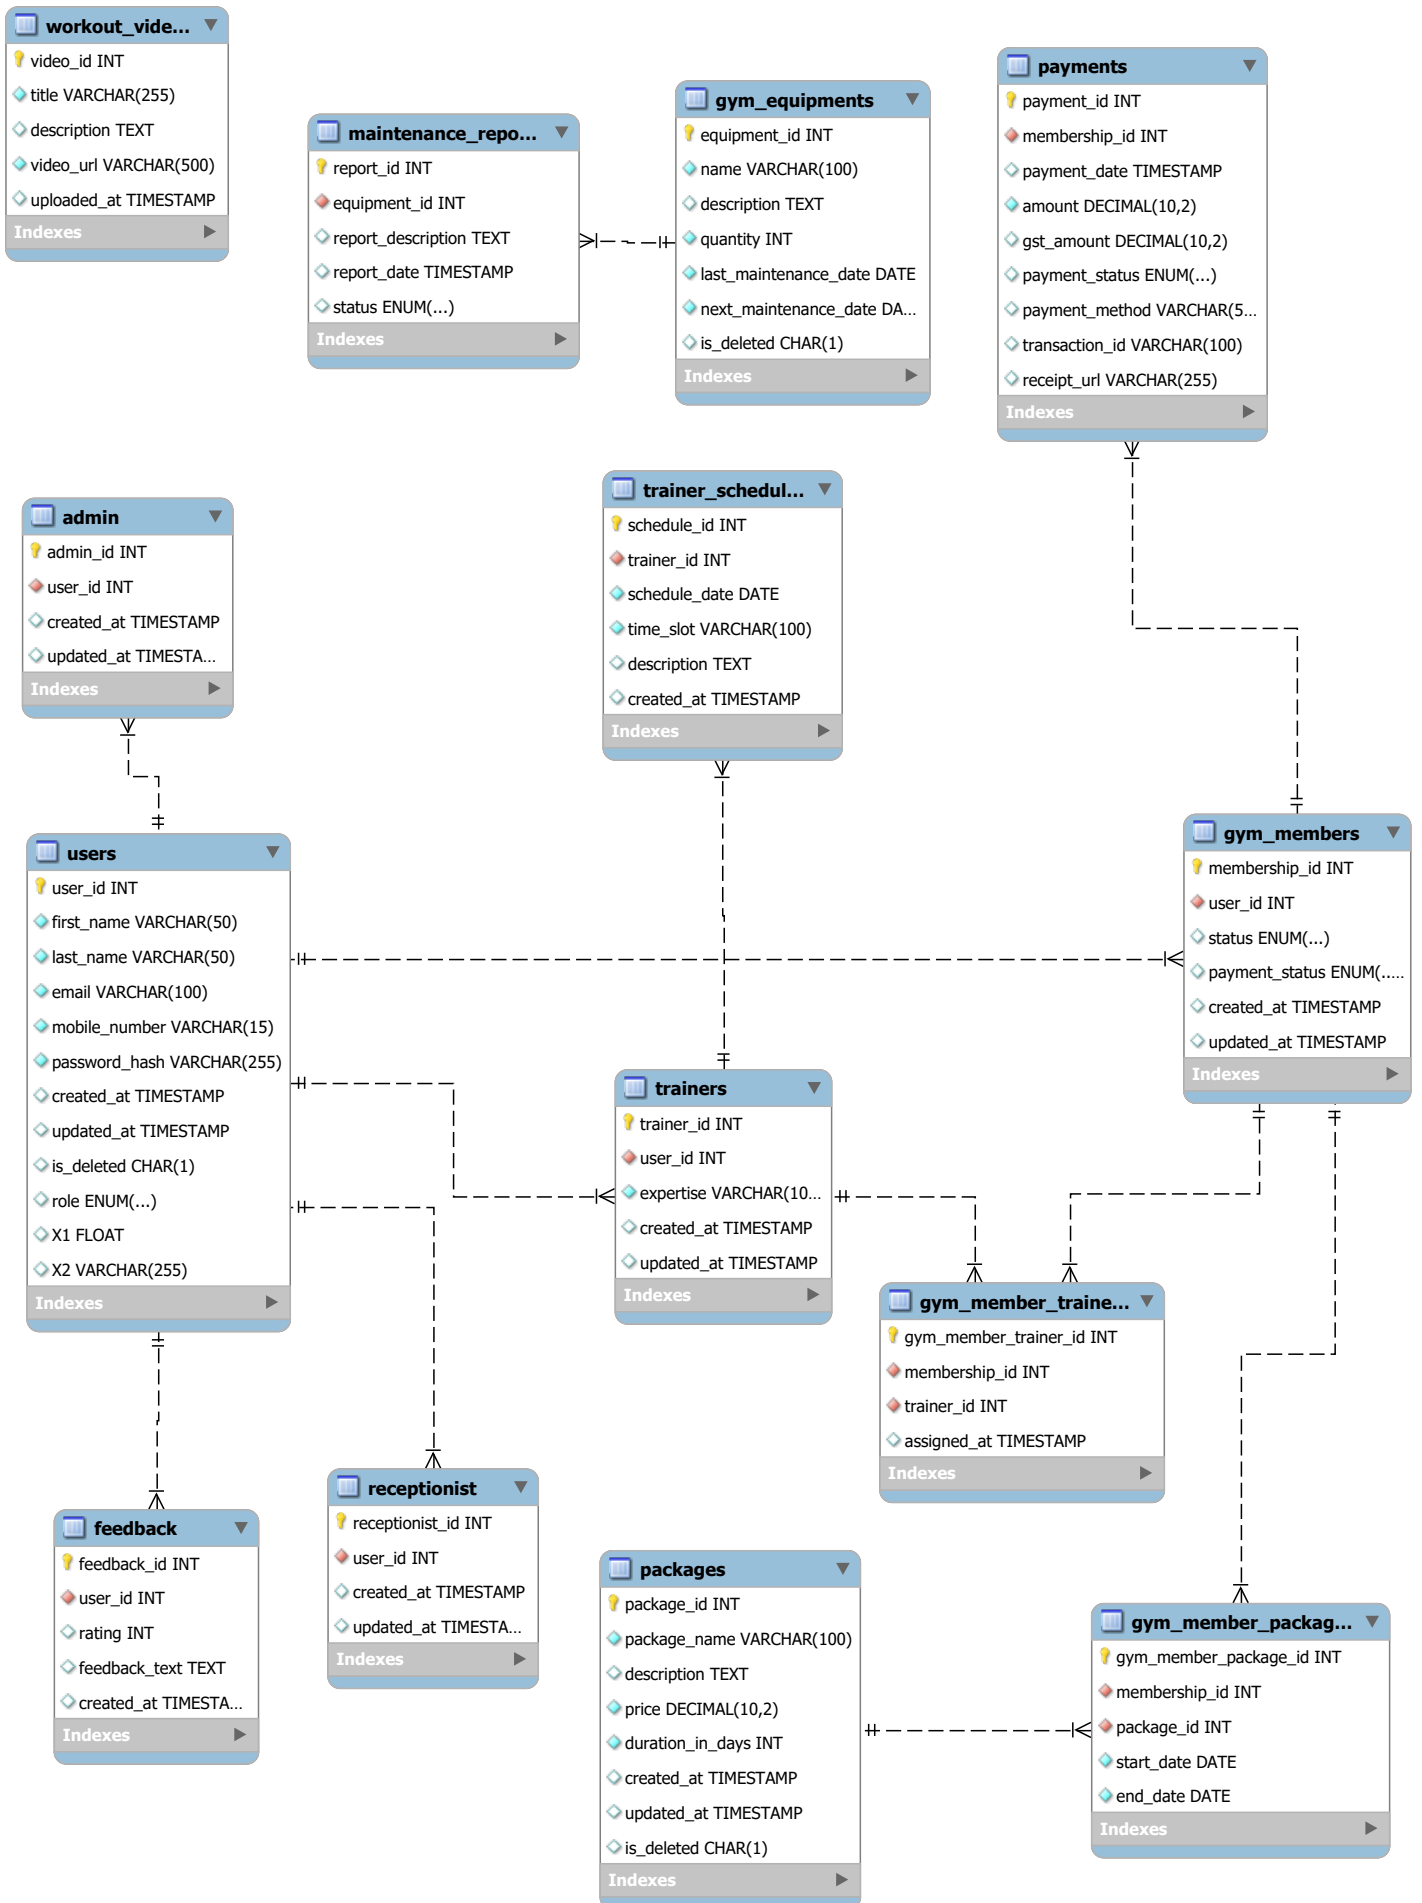 workout_vide...
video_id INT
title VARCHAR(255)
description TEXT
video_url VARCHAR(500)
uploaded_at TIMESTAMP
Indexes
maintenance_repo...
report_id INT
equipment_id INT
report_description TEXT
report_date TIMESTAMP
status ENUM(...)
Indexes
gym_equipments
equipment_id INT
name VARCHAR(100)
description TEXT
quantity INT
last_maintenance_date DATE
next_maintenance_date DA...
is_deleted CHAR(1)
Indexes
payments
payment_id INT
membership_id INT
payment_date TIMESTAMP
amount DECIMAL(10,2)
gst_amount DECIMAL(10,2)
payment_status ENUM(...)
payment_method VARCHAR(5...
transaction_id VARCHAR(100)
receipt_url VARCHAR(255)
Indexes
admin
admin_id INT
user_id INT
created_at TIMESTAMP
updated_at TIMESTA...
Indexes
trainer_schedul...
schedule_id INT
trainer_id INT
schedule_date DATE
time_slot VARCHAR(100)
description TEXT
created_at TIMESTAMP
Indexes
users
user_id INT
first_name VARCHAR(50)
last_name VARCHAR(50)
email VARCHAR(100)
mobile_number VARCHAR(15)
password_hash VARCHAR(255)
created_at TIMESTAMP
updated_at TIMESTAMP
is_deleted CHAR(1)
role ENUM(...)
X1 FLOAT
X2 VARCHAR(255)
Indexes
gym_members
membership_id INT
user_id INT
status ENUM(...)
payment_status ENUM(.....
created_at TIMESTAMP
updated_at TIMESTAMP
Indexes
trainers
trainer_id INT
user_id INT
expertise VARCHAR(10...
created_at TIMESTAMP
updated_at TIMESTAMP
Indexes
gym_member_traine...
gym_member_trainer_id INT
membership_id INT
trainer_id INT
assigned_at TIMESTAMP
Indexes
feedback
feedback_id INT
user_id INT
rating INT
feedback_text TEXT
created_at TIMESTA...
Indexes
receptionist
receptionist_id INT
user_id INT
created_at TIMESTAMP
updated_at TIMESTA...
Indexes
packages
package_id INT
package_name VARCHAR(100)
description TEXT
price DECIMAL(10,2)
duration_in_days INT
created_at TIMESTAMP
updated_at TIMESTAMP
is_deleted CHAR(1)
Indexes
gym_member_packag...
gym_member_package_id INT
membership_id INT
package_id INT
start_date DATE
end_date DATE
Indexes